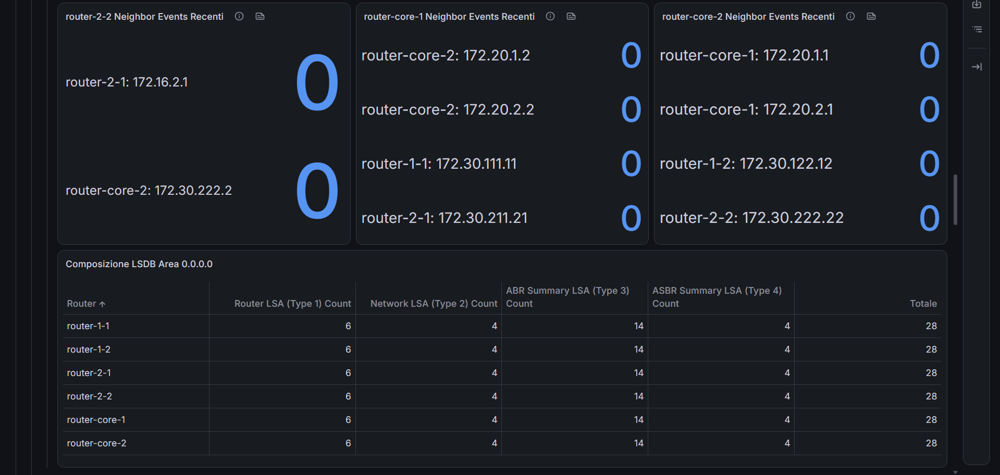 router-2-2 Neighbor Events Recenti
router-2-1: 172.16.2.1 0
router-core-2: 172.30.222.2 0
router-core-1 Neighbor Events Recenti
router-core-2: 172.20.1.2 0
router-core-2: 172.20.2.2 0
router-1-1: 172.30.111.11 0
router-2-1: 172.30.211.21 0
router-core-2 Neighbor Events Recenti
router-core-1: 172.20.1.1 0
router-core-1: 172.20.2.1 0
router-1-2: 172.30.122.12 0
router-2-2: 172.30.222.22 0
Composizione LSDB Area 0.0.0.0
Router Router LSA (Type 1) Count Network LSA (Type 2) Count ABR Summary LSA (Type 3) Count ASBR Summary LSA (Type 4) Count Totale
router-1-1 6 4 14 4 28
router-1-2 6 4 14 4 28
router-2-1 6 4 14 4 28
router-2-2 6 4 14 4 28
router-core-1 6 4 14 4 28
router-core-2 6 4 14 4 28